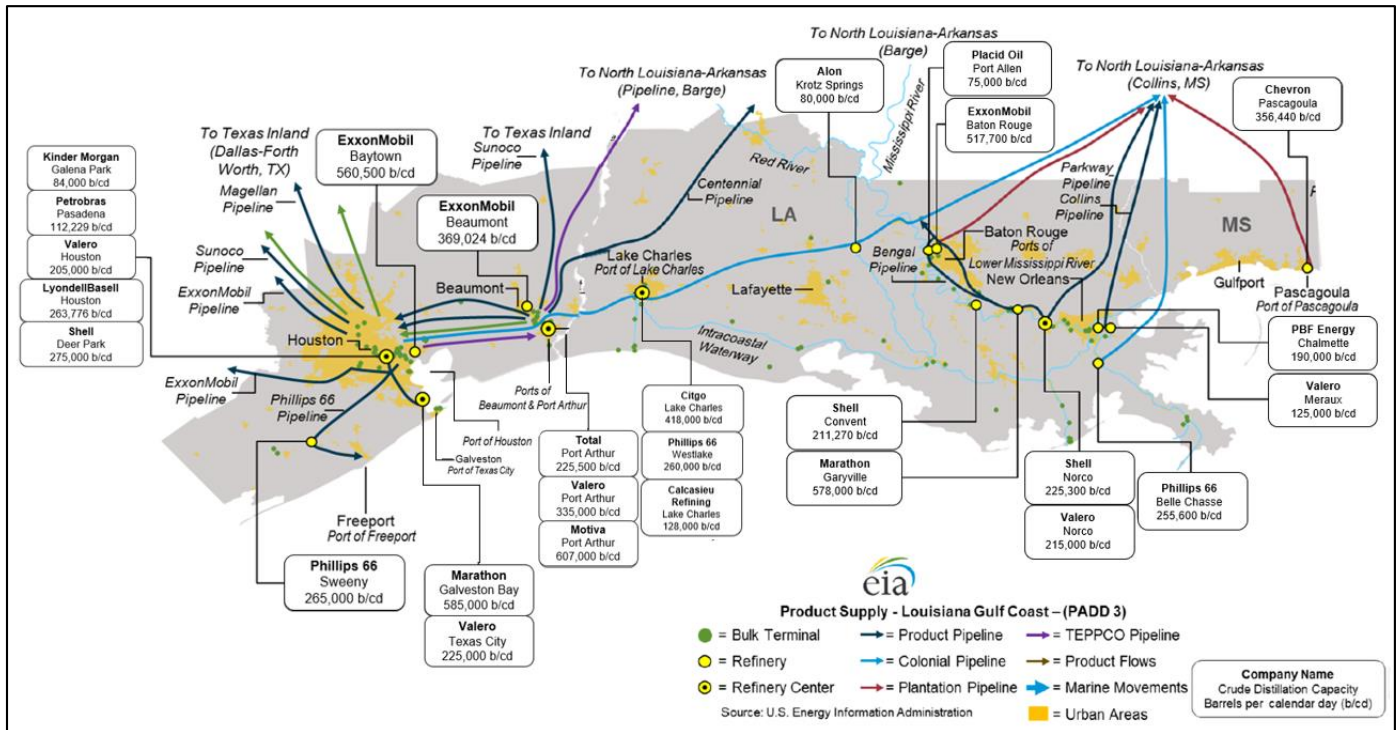 To North Louisiana-Arkansas
(Barge)
Placid Oil
Port Allen
75,000 b/cd
To North Louisiana-Arkansas
(Collins, MS)
Alon
Krotz Springs
80,000 b/cd
To North Louisiana-Arkansas
(Pipeline, Barge)
Chevron
Pascagoula
356,440 b/cd
ExxonMobil
Baton Rouge
517,700 b/cd
Mississippi River
To Texas Inland
(Dallas-Forth
Worth, TX)
Magellan
Pipeline
ExxonMobil
Baytown
560,500 b/cd
To Texas Inland
Sunoco
Pipeline
Red River
Kinder Morgan
Galena Park
84,000 b/cd
Petrobras
Pasadena
112,229 b/cd
Valero
Houston
205,000 b/cd
LyondellBasell
Houston
263,776 b/cd
Shell
Deer Park
275,000 b/cd
Centennial
Pipeline
Parkway
Pipeline
Collins
Pipeline
ExxonMobil
Beaumont
369,024 b/cd
LA
MS
Sunoco
Pipeline
ExxonMobil
Pipeline
Lake Charles
Port of Lake Charles
Baton Rouge
Ports of
Lower Mississippi River
New Orleans
Bengal
Pipeline
Beaumont
Lafayette
Gulfport
Pascagoula
Port of Pascagoula
Houston
Intracoastal
Waterway
PBF Energy
Chalmette
190,000 b/cd
Valero
Meraux
125,000 b/cd
ExxonMobil
Pipeline
Phillips 66
Pipeline
Ports of
Beaumont & Port Arthur
Port of Houston
Galveston
Port of Texas City
Citgo
Lake Charles
418,000 b/cd
Phillips 66
Westlake
260,000 b/cd
Calcasieu
Refining
Lake Charles
128,000 b/cd
Total
Port Arthur
225,500 b/cd
Valero
Port Arthur
335,000 b/cd
Motiva
Port Arthur
607,000 b/cd
Shell
Convent
211,270 b/cd
Marathon
Garyville
578,000 b/cd
Shell
Norco
225,300 b/cd
Valero
Norco
215,000 b/cd
Phillips 66
Belle Chasse
255,600 b/cd
Freeport
Port of Freeport
Phillips 66
Sweeny
265,000 b/cd
Marathon
Galveston Bay
585,000 b/cd
Valero
Texas City
225,000 b/cd
eia
Product Supply - Louisiana Gulf Coast – (PADD 3)
= Bulk Terminal
= Product Pipeline
= TEPPCO Pipeline
= Refinery
= Colonial Pipeline
= Product Flows
= Refinery Center
= Plantation Pipeline
= Marine Movements
Source: U.S. Energy Information Administration
= Urban Areas
Company Name
Crude Distillation Capacity
Barrels per calendar day (b/cd)